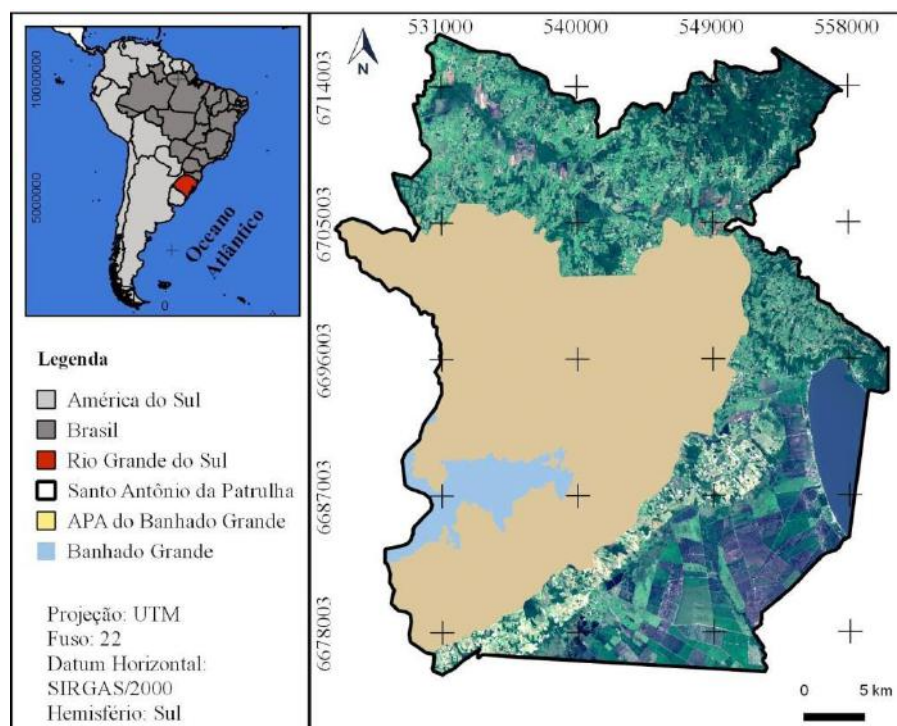 531000 540000 549000 558000
N
6714003
6705003
6696003
6687003
6678003
10000000
5000000
0
Oceano
Atlântico
Legenda
América do Sul
Brasil
Rio Grande do Sul
Santo Antônio da Patrulha
APA do Banhado Grande
Banhado Grande
Projeção: UTM
Fuso: 22
Datum Horizontal:
SIRGAS/2000
Hemisfério: Sul
0 5 km